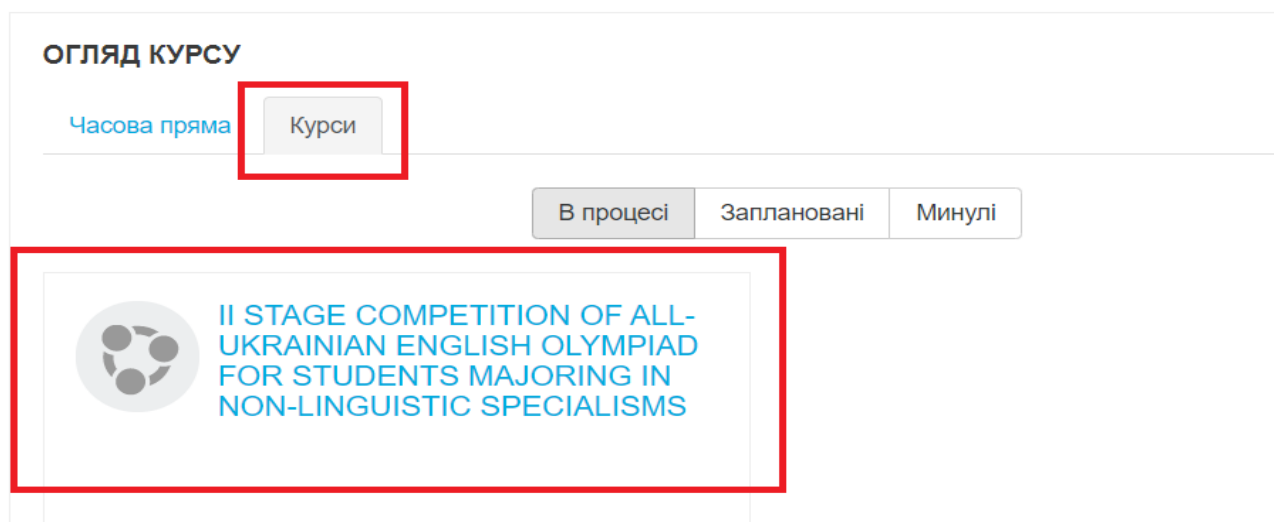 ОГЛЯД КУРСУ
Часова пряма Курси
В процесі Заплановані Минулі
II STAGE COMPETITION OF ALL-
UKRAINIAN ENGLISH OLYMPIAD
FOR STUDENTS MAJORING IN
NON-LINGUISTIC SPECIALISMS